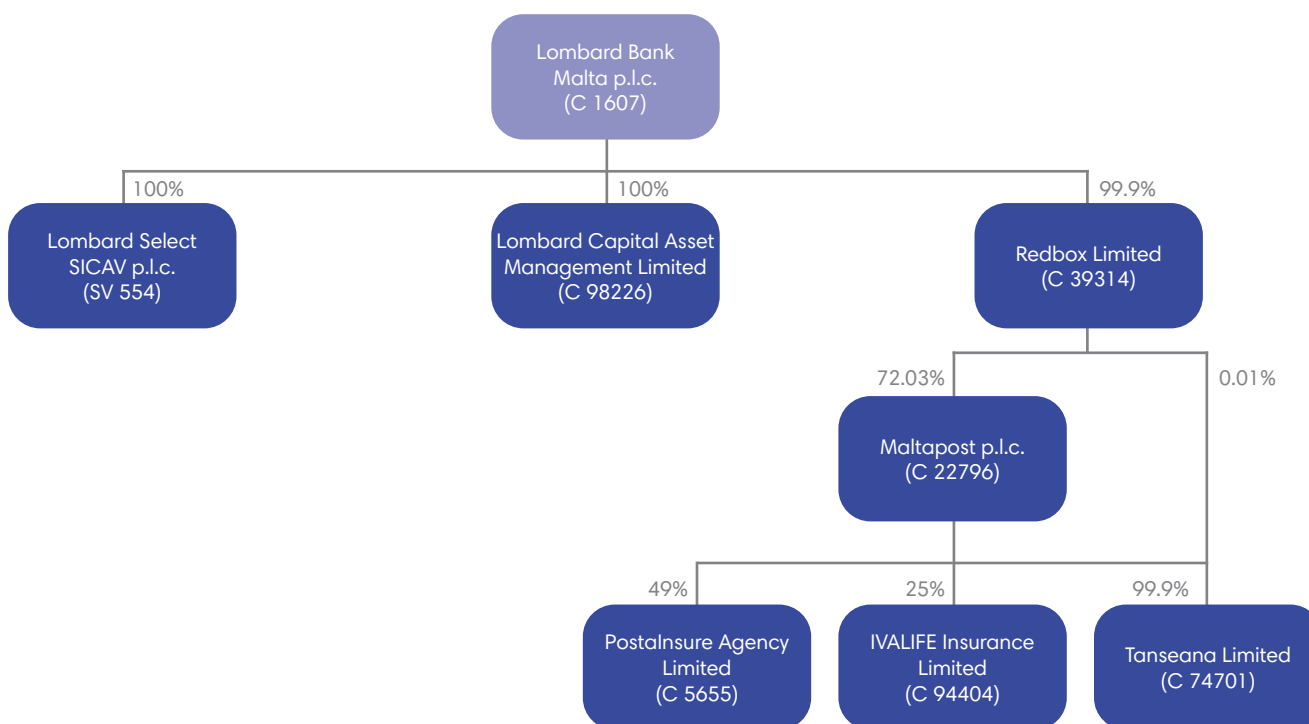 Lombard Bank
Malta p.l.c.
(C 1607)
100%
100%
99.9%
Lombard Select
SICAV p.l.c.
(SV 554)
Lombard Capital Asset
Management Limited
(C 98226)
Redbox Limited
(C 39314)
72.03%
0.01%
Maltapost p.l.c.
(C 22796)
49%
25%
99.9%
PostaInsure Agency
Limited
(C 5655)
IVALIFE Insurance
Limited
(C 94404)
Tanseana Limited
(C 74701)